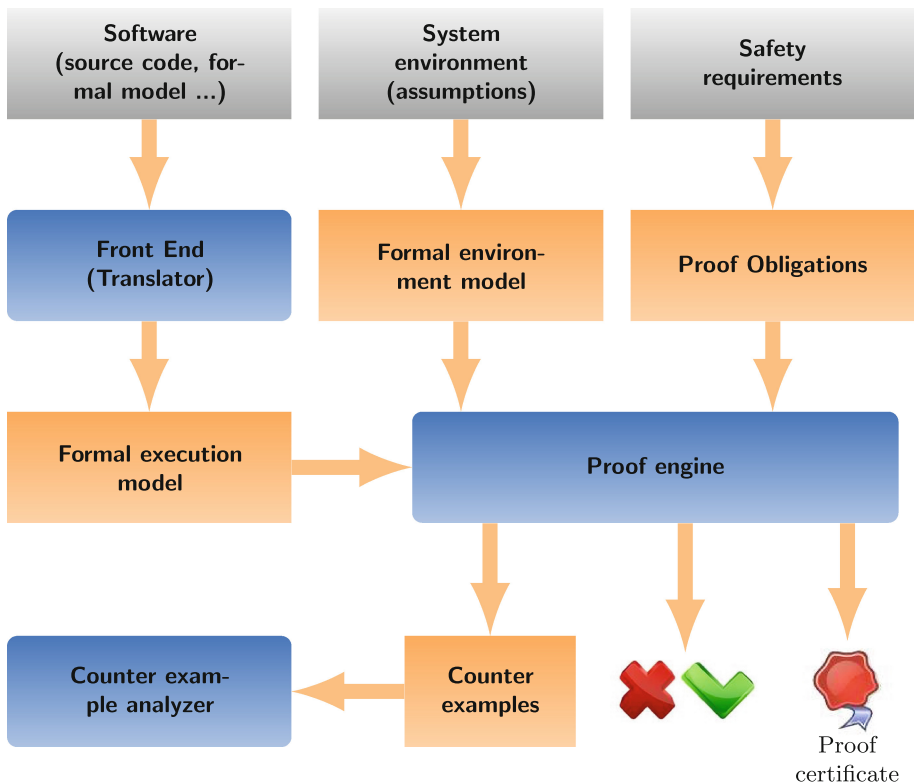 Software
(source code, for-
mal model ...)
System
environment
(assumptions)
Safety
requirements
Front End
(Translator)
Formal environ-
ment model
Proof Obligations
Formal execution
model
Proof engine
Counter exam-
ple analyzer
Counter
examples
Proof
certificate